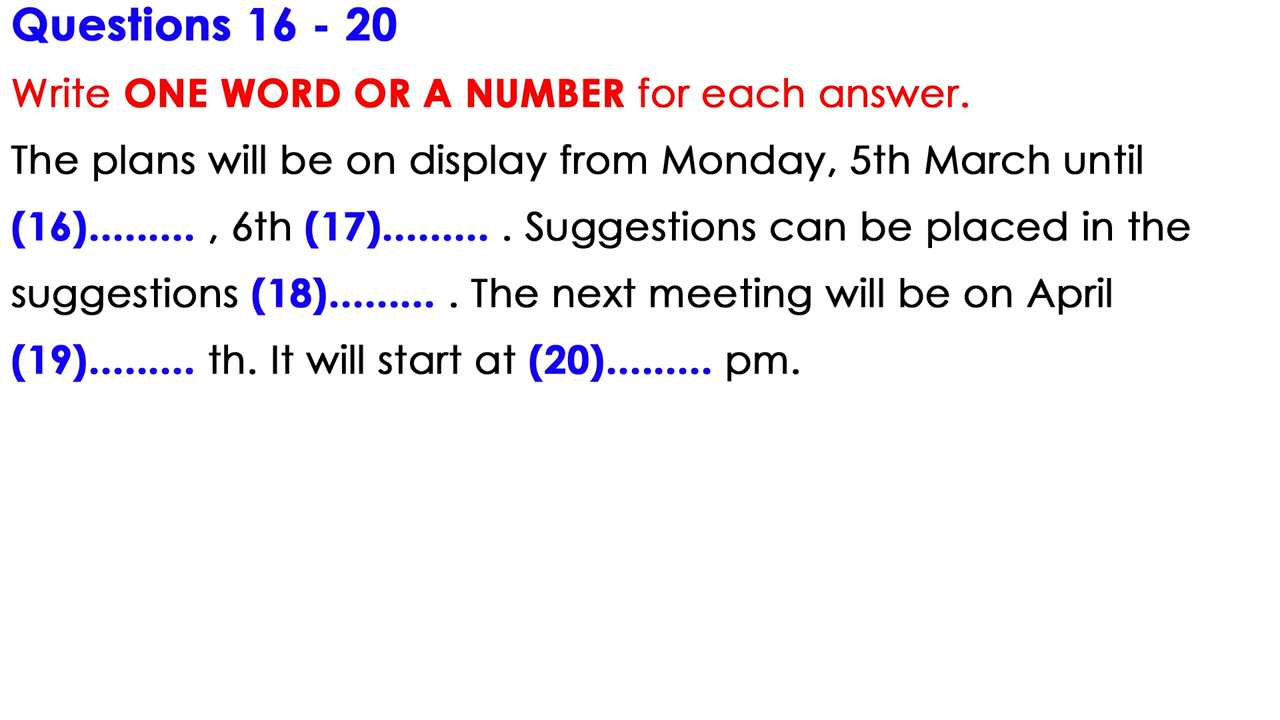 Questions 16 - 20
Write ONE WORD OR A NUMBER for each answer.
The plans will be on display from Monday, 5th March until
(16)......... , 6th (17)......... . Suggestions can be placed in the
suggestions (18)......... . The next meeting will be on April
(19)......... th. It will start at (20)......... pm.